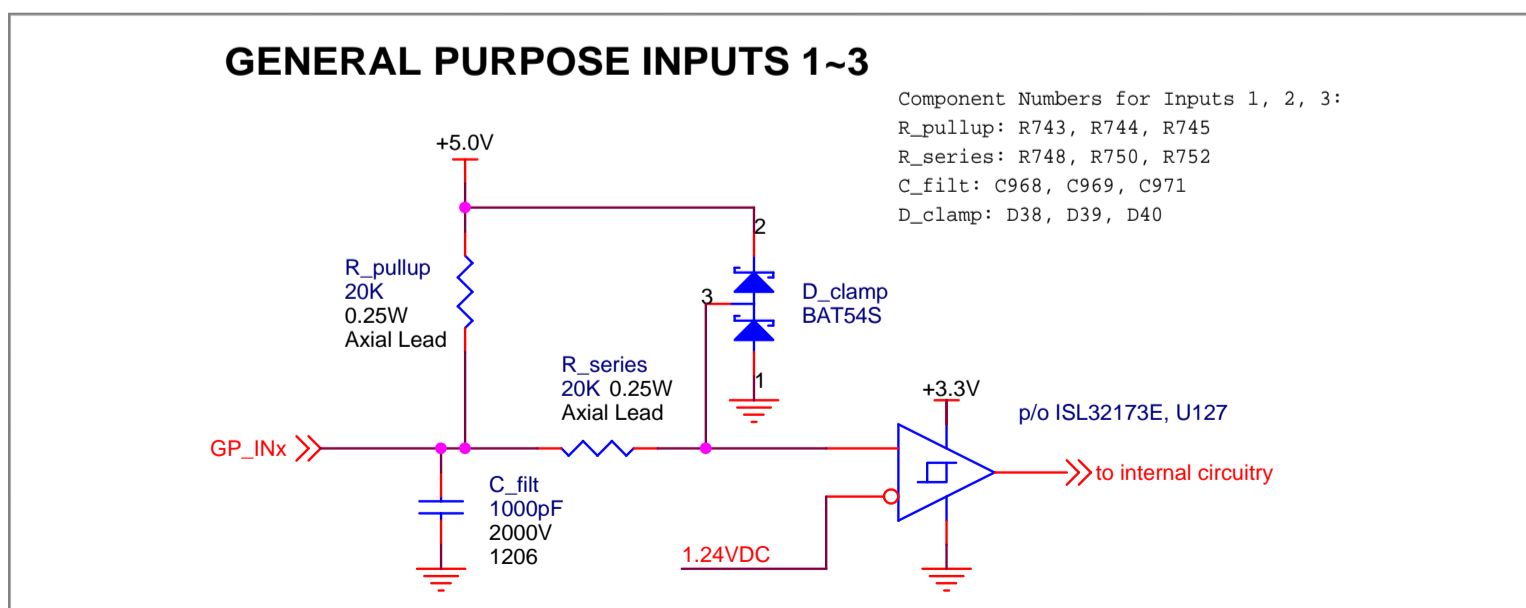 GENERAL PURPOSE INPUTS 1~3
Component Numbers for Inputs 1, 2, 3:
R_pullup: R743, R744, R745
R_series: R748, R750, R752
C_filt: C968, C969, C971
D_clamp: D38, D39, D40
+5.0V
2
R_pullup
20K
0.25W
Axial Lead
3
D_clamp
BAT54S
R_series
20K 0.25W
Axial Lead
1
+3.3V
p/o ISL32173E, U127
GP_INx
to internal circuitry
C_filt
1000pF
2000V
1206
1.24VDC